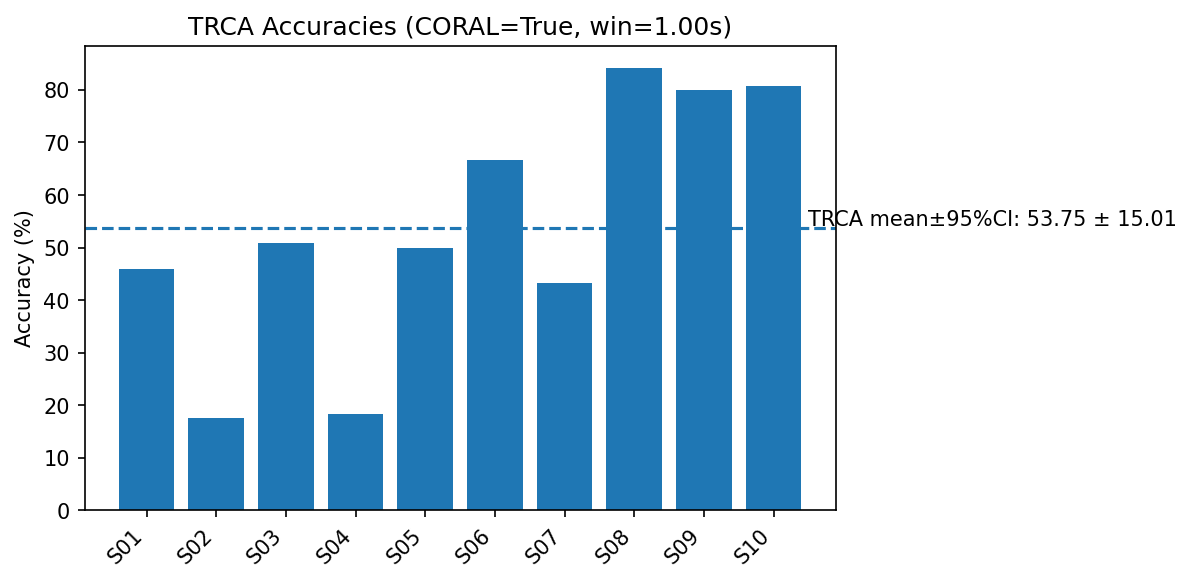 TRCA Accuracies (CORAL=True, win=1.00s)
Accuracy (%)
80
70
60
50
40
30
20
10
0
TRCA mean±95%CI: 53.75 ± 15.01
S01
S02
S03
S04
S05
S06
S07
S08
S09
S10